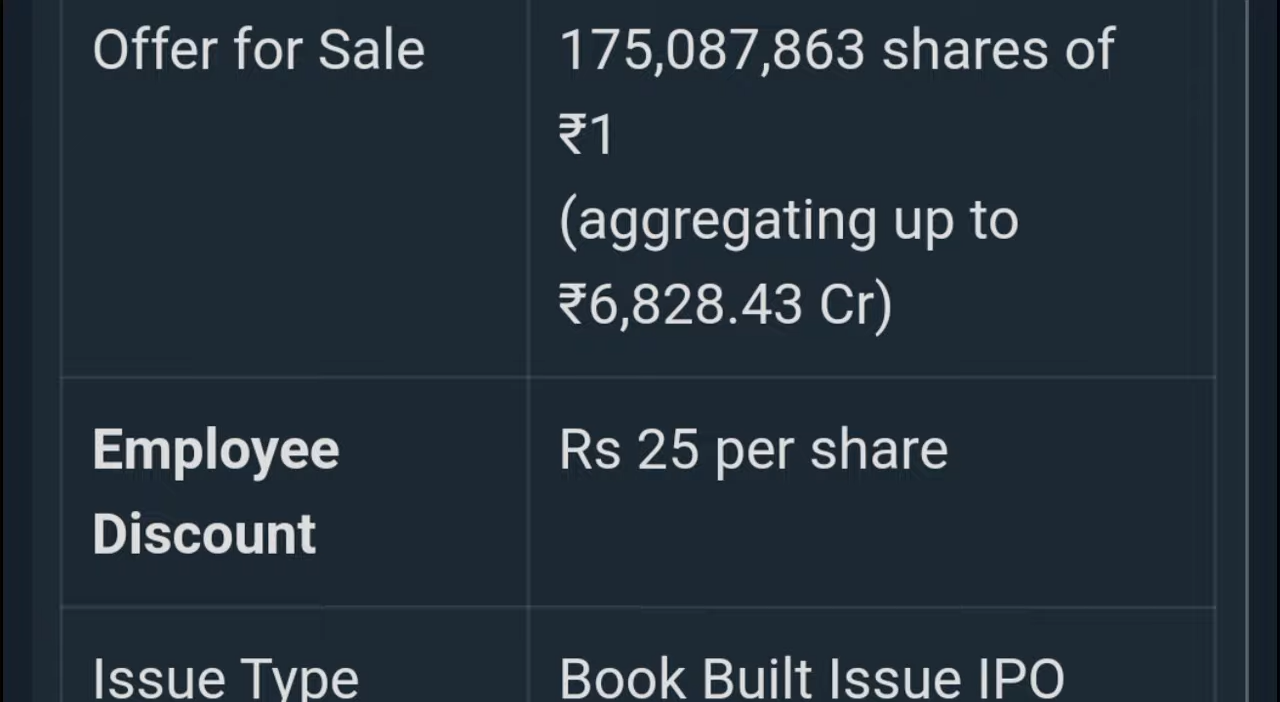 Offer for Sale
175,087,863 shares of
₹1
(aggregating up to
₹6,828.43 Cr)
Employee
Discount
Rs 25 per share
Issue Type
Book Built Issue IPO